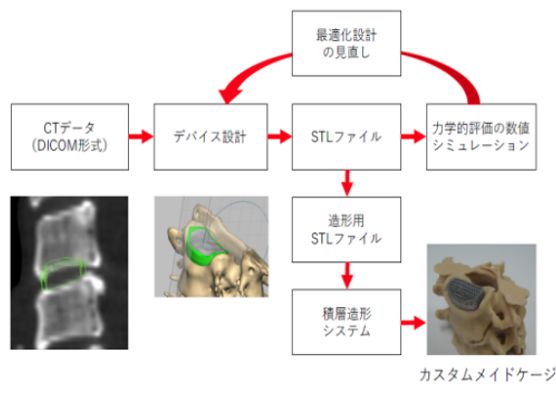 最適化設計
の見直し
CTデータ
(DICOM形式)
デバイス設計
STLファイル
力学的評価の数値
シミュレーション
造形用
STLファイル
積層造形
システム
カスタムメイドケージ